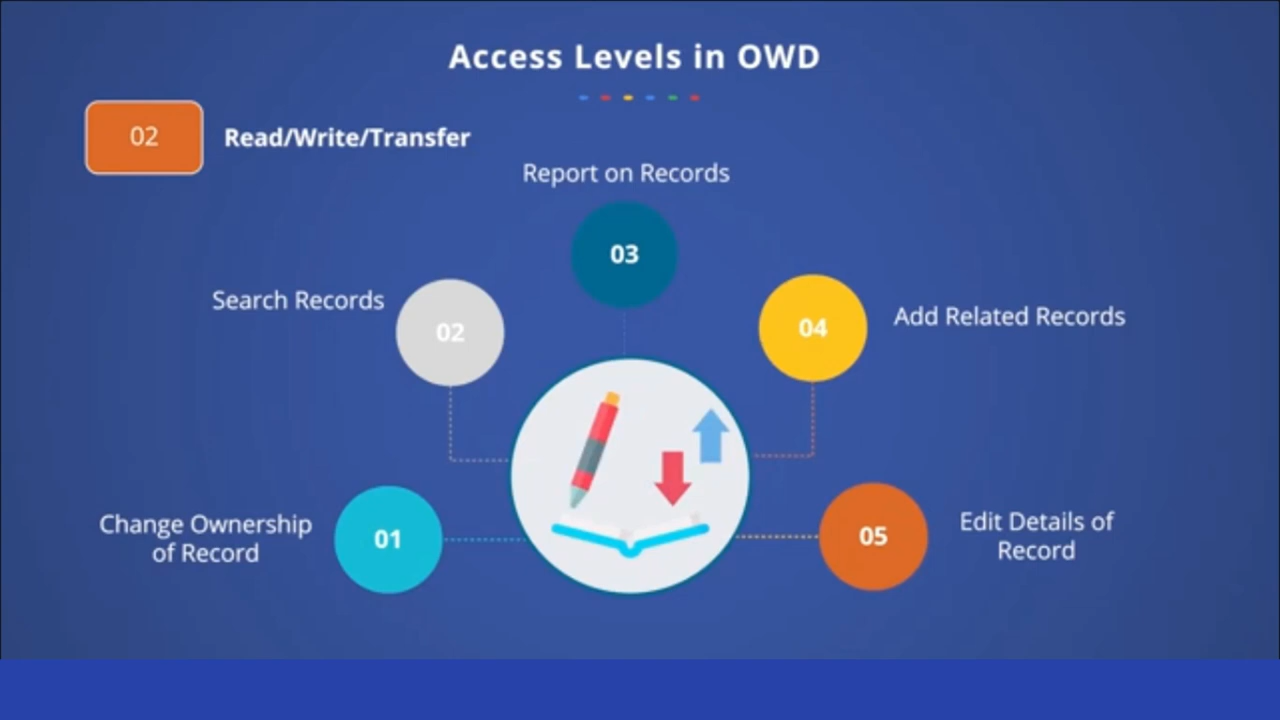 Access Levels in OWD
02
Read/Write/Transfer
Report on Records
03
Search Records
02
04
Add Related Records
Change Ownership
of Record
01
05
Edit Details of
Record